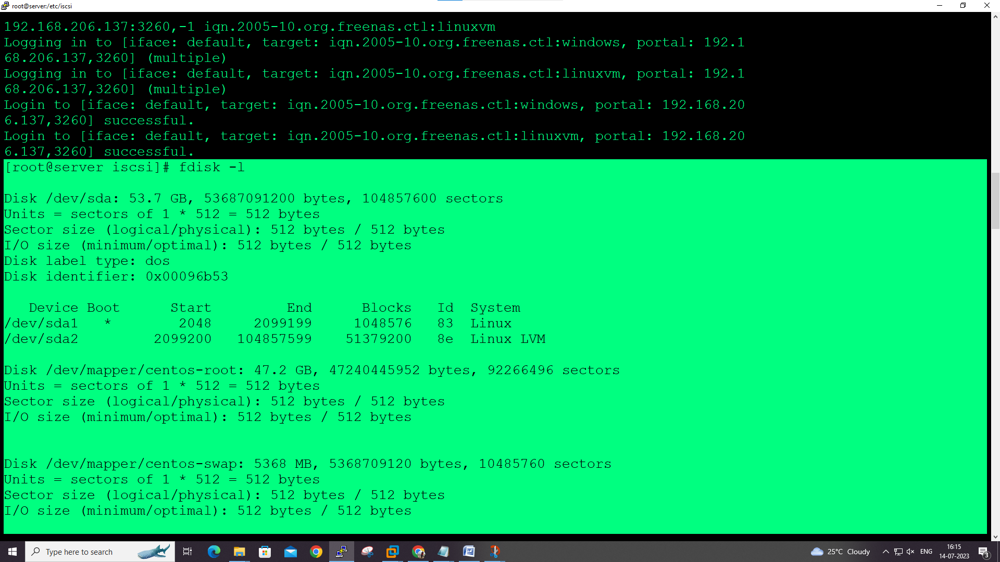 root@server:/etc/iscsi
192.168.206.137:3260,-1 iqn.2005-10.org.freenas.ctl:linuxvm
Logging in to [iface: default, target: iqn.2005-10.org.freenas.ctl:windows, portal: 192.1
68.206.137,3260] (multiple)
Logging in to [iface: default, target: iqn.2005-10.org.freenas.ctl:linuxvm, portal: 192.1
68.206.137,3260] (multiple)
Login to [iface: default, target: iqn.2005-10.org.freenas.ctl:windows, portal: 192.168.20
6.137,3260] successful.
Login to [iface: default, target: iqn.2005-10.org.freenas.ctl:linuxvm, portal: 192.168.20
6.137,3260] successful.
[root@server iscsi]# fdisk -l
Disk /dev/sda: 53.7 GB, 53687091200 bytes, 104857600 sectors
Units = sectors of 1 * 512 = 512 bytes
Sector size (logical/physical): 512 bytes / 512 bytes
I/O size (minimum/optimal): 512 bytes / 512 bytes
Disk label type: dos
Disk identifier: 0x00096b53
Device Boot Start End Blocks Id System
/dev/sda1 * 2048 2099199 1048576 83 Linux
/dev/sda2 2099200 104857599 51379200 8e Linux LVM
Disk /dev/mapper/centos-root: 47.2 GB, 47240445952 bytes, 92266496 sectors
Units = sectors of 1 * 512 = 512 bytes
Sector size (logical/physical): 512 bytes / 512 bytes
I/O size (minimum/optimal): 512 bytes / 512 bytes
Disk /dev/mapper/centos-swap: 5368 MB, 5368709120 bytes, 10485760 sectors
Units = sectors of 1 * 512 = 512 bytes
Sector size (logical/physical): 512 bytes / 512 bytes
I/O size (minimum/optimal): 512 bytes / 512 bytes
Type here to search
25°C Cloudy
ENG
16:15
14-07-2023
3